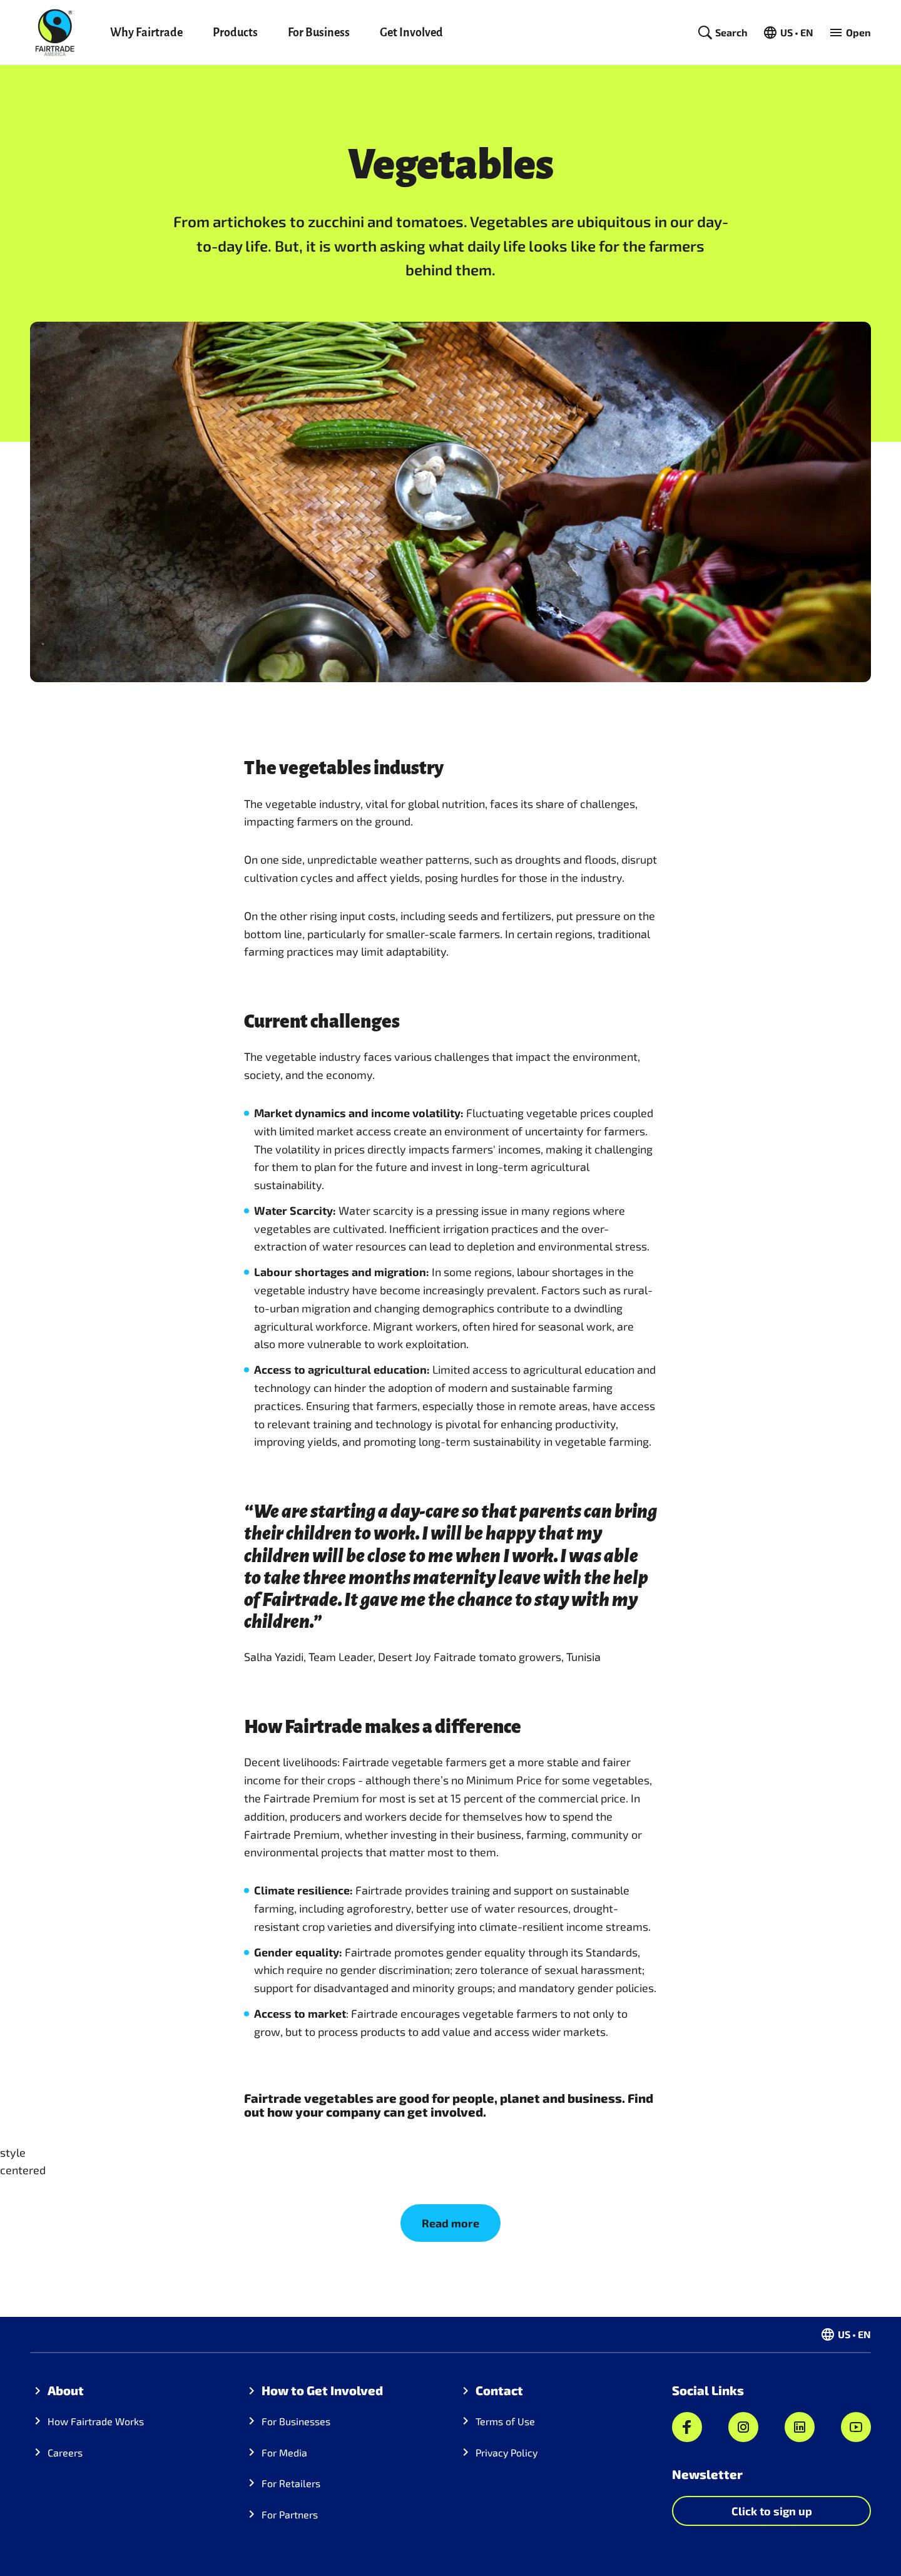 FAIRTRADE
AMERICA
Why Fairtrade
Products
For Business
Get Involved
Search
US • EN
Open
Vegetables
From artichokes to zucchini and tomatoes. Vegetables are ubiquitous in our day-
to-day life. But, it is worth asking what daily life looks like for the farmers
behind them.
The vegetables industry
The vegetable industry, vital for global nutrition, faces its share of challenges,
impacting farmers on the ground.
On one side, unpredictable weather patterns, such as droughts and floods, disrupt
cultivation cycles and affect yields, posing hurdles for those in the industry.
On the other rising input costs, including seeds and fertilizers, put pressure on the
bottom line, particularly for smaller-scale farmers. In certain regions, traditional
farming practices may limit adaptability.
Current challenges
The vegetable industry faces various challenges that impact the environment,
society, and the economy.
Market dynamics and income volatility: Fluctuating vegetable prices coupled
with limited market access create an environment of uncertainty for farmers.
The volatility in prices directly impacts farmers' incomes, making it challenging
for them to plan for the future and invest in long-term agricultural
sustainability.
Water Scarcity: Water scarcity is a pressing issue in many regions where
vegetables are cultivated. Inefficient irrigation practices and the over-
extraction of water resources can lead to depletion and environmental stress.
Labour shortages and migration: In some regions, labour shortages in the
vegetable industry have become increasingly prevalent. Factors such as rural-
to-urban migration and changing demographics contribute to a dwindling
agricultural workforce. Migrant workers, often hired for seasonal work, are
also more vulnerable to work exploitation.
Access to agricultural education: Limited access to agricultural education and
technology can hinder the adoption of modern and sustainable farming
practices. Ensuring that farmers, especially those in remote areas, have access
to relevant training and technology is pivotal for enhancing productivity,
improving yields, and promoting long-term sustainability in vegetable farming.
“We are starting a day-care so that parents can bring
their children to work. I will be happy that my
children will be close to me when I work. I was able
to take three months maternity leave with the help
of Fairtrade. It gave me the chance to stay with my
children.”
Salha Yazidi, Team Leader, Desert Joy Faitrade tomato growers, Tunisia
How Fairtrade makes a difference
Decent livelihoods: Fairtrade vegetable farmers get a more stable and fairer
income for their crops - although there’s no Minimum Price for some vegetables,
the Fairtrade Premium for most is set at 15 percent of the commercial price. In
addition, producers and workers decide for themselves how to spend the
Fairtrade Premium, whether investing in their business, farming, community or
environmental projects that matter most to them.
Climate resilience: Fairtrade provides training and support on sustainable
farming, including agroforestry, better use of water resources, drought-
resistant crop varieties and diversifying into climate-resilient income streams.
Gender equality: Fairtrade promotes gender equality through its Standards,
which require no gender discrimination; zero tolerance of sexual harassment;
support for disadvantaged and minority groups; and mandatory gender policies.
Access to market: Fairtrade encourages vegetable farmers to not only to
grow, but to process products to add value and access wider markets.
Fairtrade vegetables are good for people, planet and business. Find
out how your company can get involved.
style
centered
Read more
US • EN
About
How Fairtrade Works
Careers
How to Get Involved
For Businesses
For Media
For Retailers
For Partners
Contact
Terms of Use
Privacy Policy
Social Links
Newsletter
Click to sign up